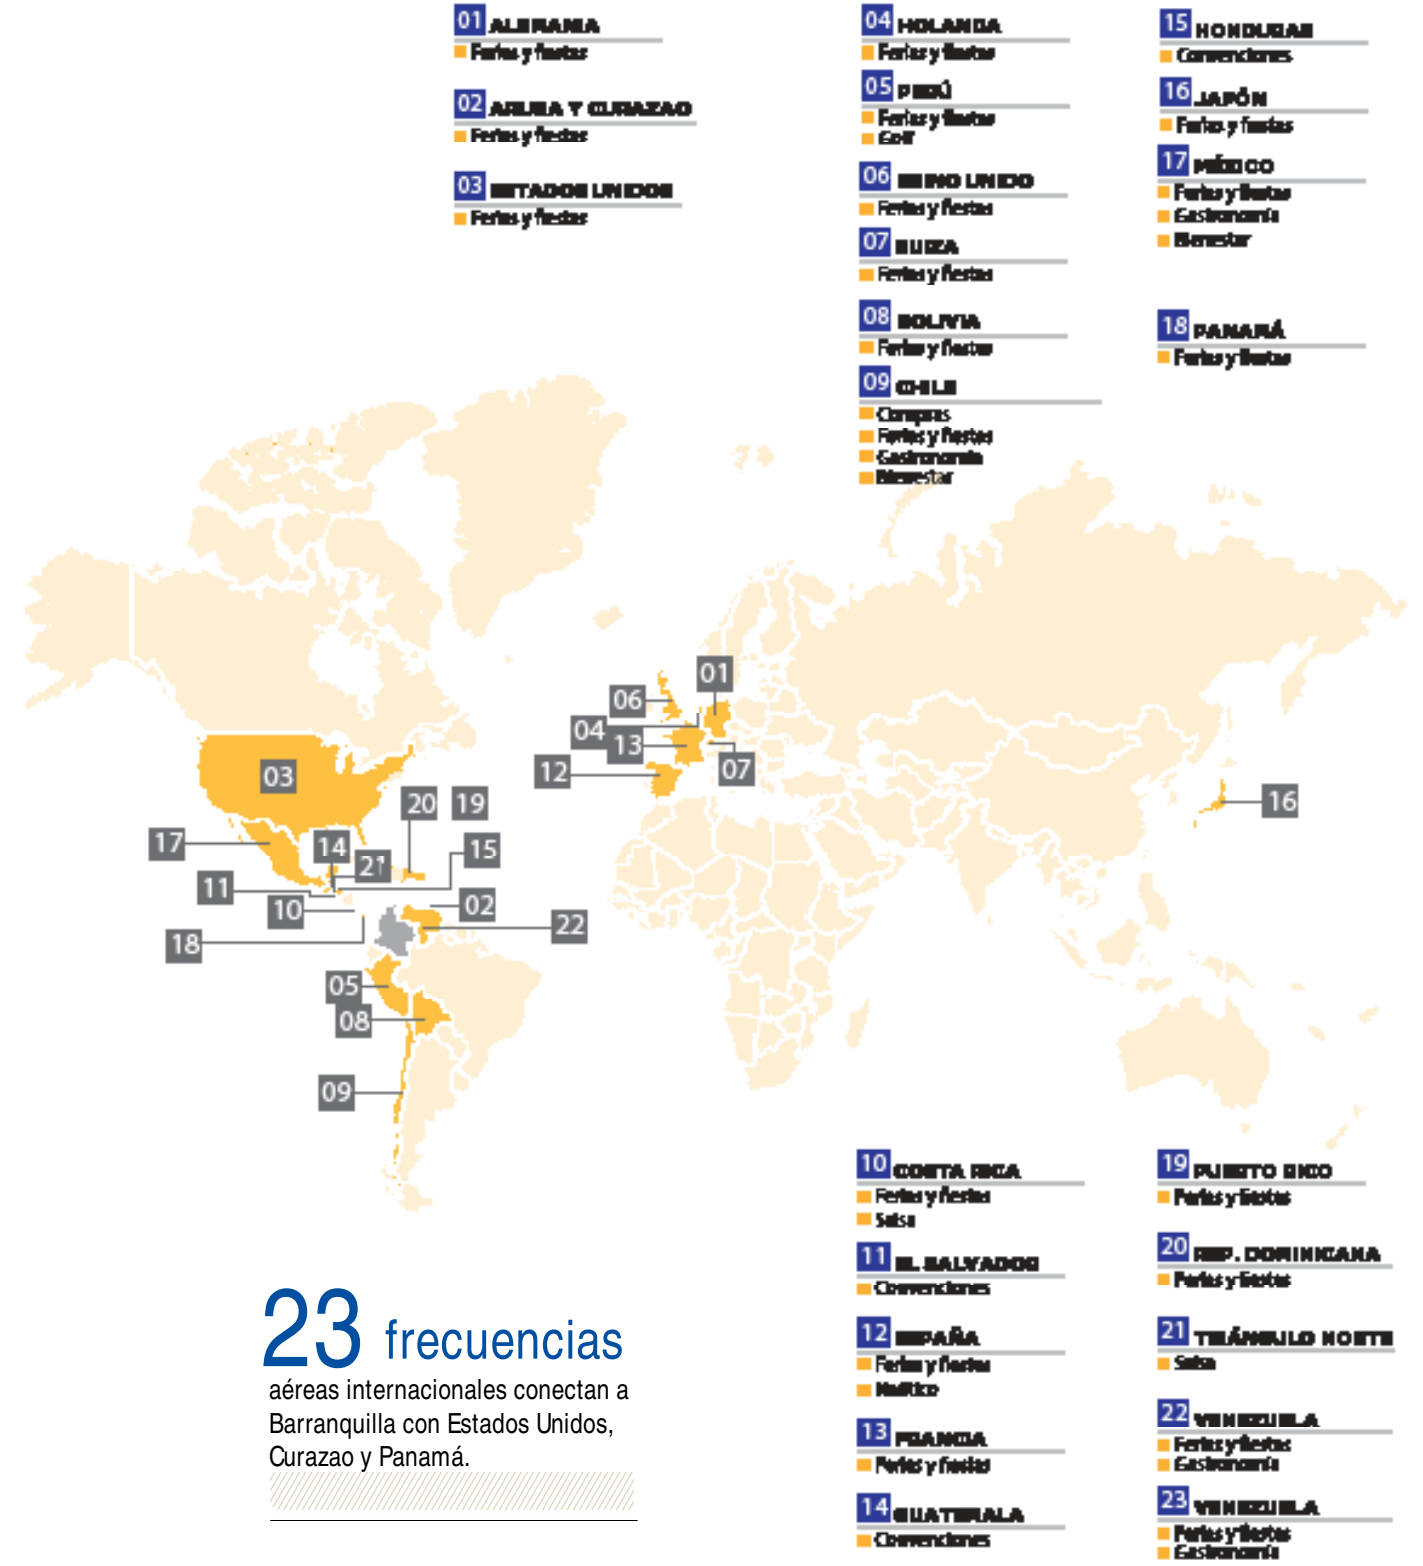 01 ALEMANIA
Ferias y fiestas
02 ARUBA Y CURAZAO
Ferias y fiestas
03 ESTADOS UNIDOS
Ferias y fiestas
04 HOLANDA
Ferias y fiestas
05 PERÚ
Ferias y fiestas
Golf
06 REINO UNIDO
Ferias y fiestas
07 SUIZA
Ferias y fiestas
08 BOLIVIA
Ferias y fiestas
09 CHILE
Compras
Ferias y fiestas
Gastronomía
Bienestar
15 HONDURAS
Convenciones
16 JAPÓN
Ferias y fiestas
17 MÉXICO
Ferias y fiestas
Gastronomía
Bienestar
18 PANAMÁ
Ferias y fiestas
01
06
04
13
12
07
03
20
19
16
17
14
21
15
11
10
02
22
18
05
08
09
10 COSTA RICA
Ferias y fiestas
Salsa
11 EL SALVADOR
Convenciones
12 ESPAÑA
Ferias y fiestas
Naútico
13 FRANCIA
Ferias y fiestas
14 GUATEMALA
Convenciones
19 PUERTO RICO
Ferias y fiestas
20 REP. DOMINICANA
Ferias y fiestas
21 TRIÁNGULO NORTE
Salsa
22 VENEZUELA
Ferias y fiestas
Gastronomía
23 VENEZUELA
Ferias y fiestas
Gastronomía
23 frecuencias
aéreas internacionales conectan a
Barranquilla con Estados Unidos,
Curazao y Panamá.